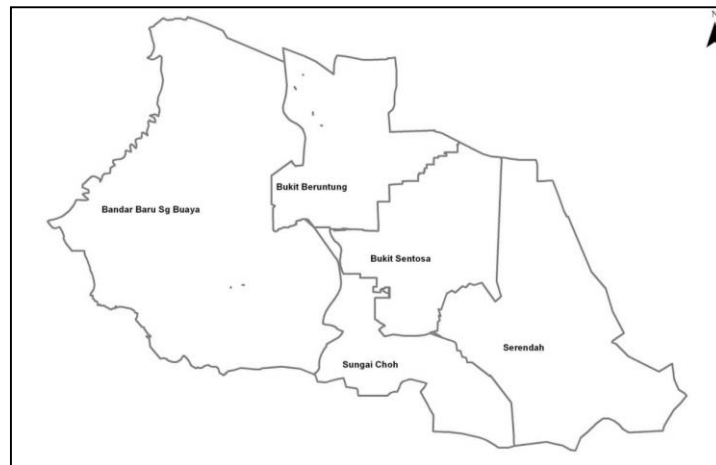 N
Bukit Beruntung
Bandar Baru Sg Buaya
Bukit Sentosa
Serendah
Sungai Choh